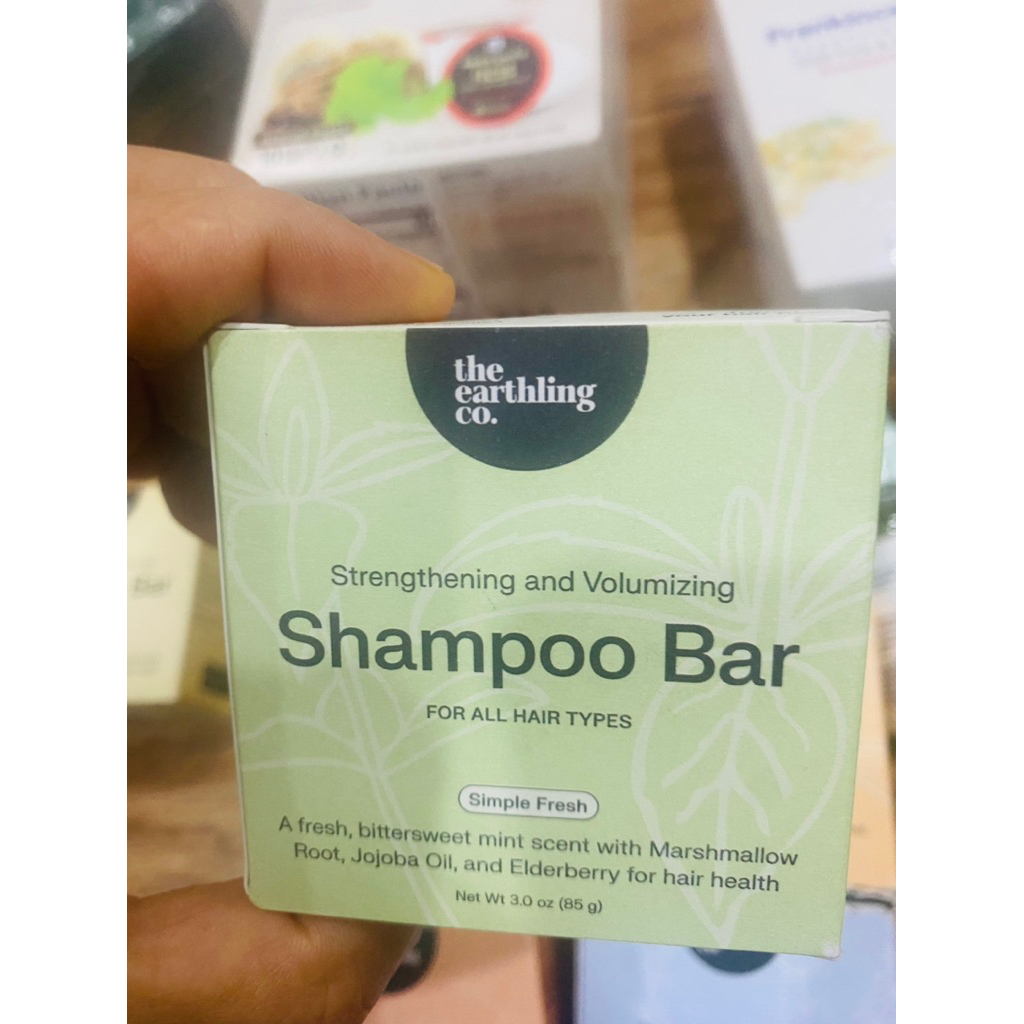 the
earthling
co.
Strengthening and Volumizing
Shampoo Bar
FOR ALL HAIR TYPES
Simple Fresh
A fresh, bittersweet mint scent with Marshmallow
Root, Jojoba Oil, and Elderberry for hair health
Net Wt 3.0 oz (85 g)